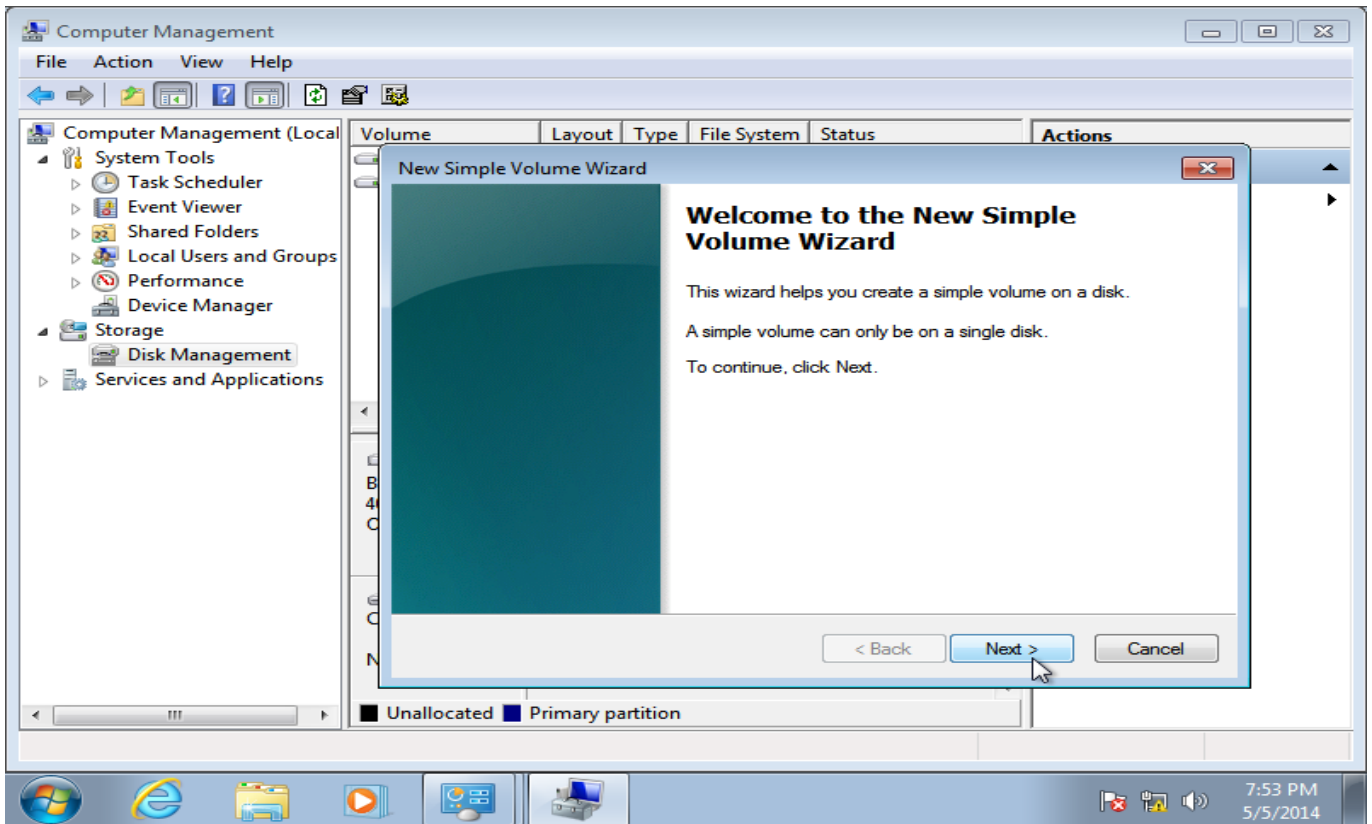 Computer Management
File Action View Help
Computer Management (Local
System Tools
Task Scheduler
Event Viewer
Shared Folders
Local Users and Groups
Performance
Device Manager
Storage
Disk Management
Services and Applications
Volume Layout Type File System Status
Actions
New Simple Volume Wizard
Welcome to the New Simple
Volume Wizard
This wizard helps you create a simple volume on a disk.
A simple volume can only be on a single disk.
To continue, click Next.
< Back Next > Cancel
Unallocated Primary partition
7:53 PM
5/5/2014